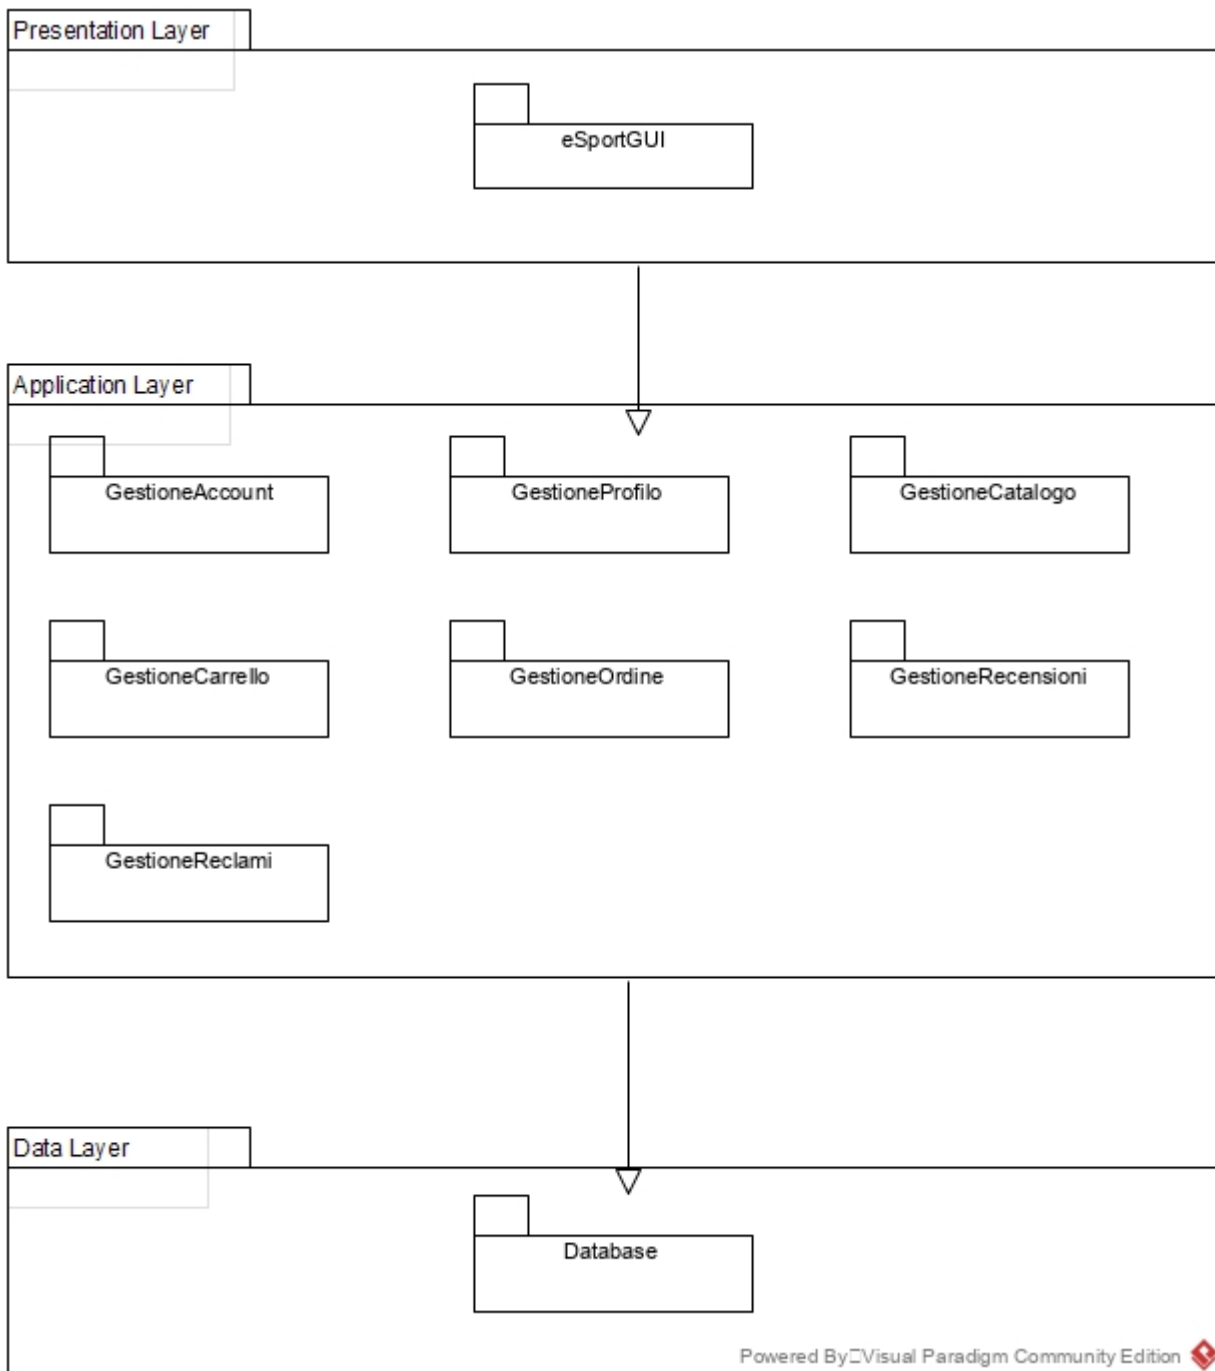 Presentation Layer
eSportGUI
Application Layer
GestioneAccount
GestioneProfilo
GestioneCatalogo
GestioneCarrello
GestioneOrdine
GestioneRecensioni
GestioneReclami
Data Layer
Database
Powered By□Visual Paradigm Community Edition